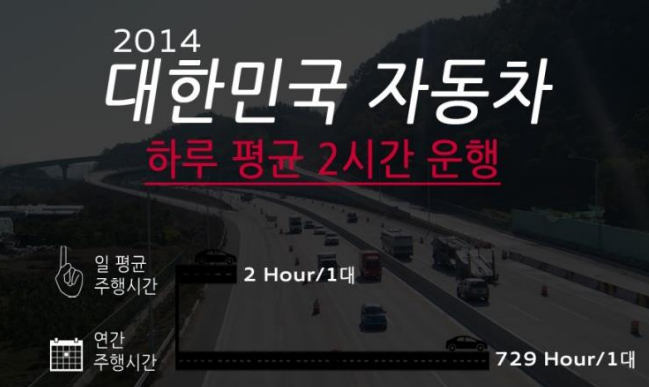 2014
대한민국 자동차
하루 평균 2시간 운행
일 평균
주행시간
2 Hour/1대
연간
주행시간
729 Hour/1대